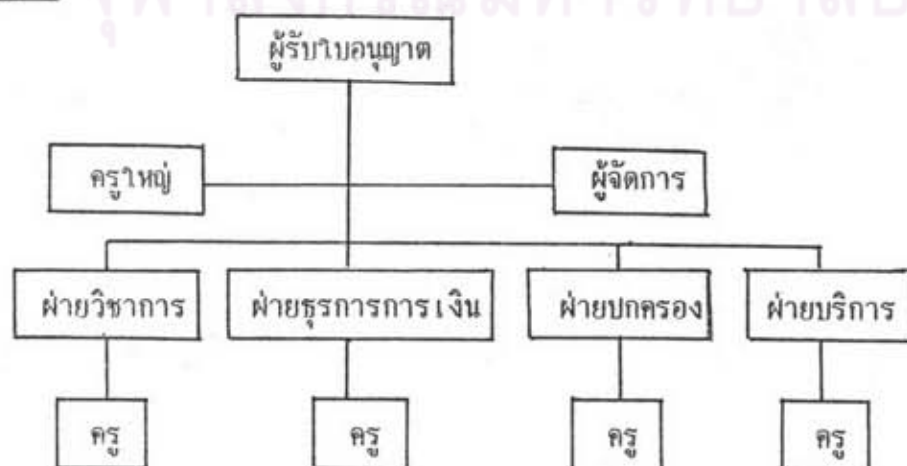 ผู้รับใบอนุญาต
ครูใหญ่ ผู้จัดการ
ฝ่ายวิชาการ ฝ่ายธุรการการเงิน ฝ่ายปกครอง ฝ่ายบริการ
ครู ครู ครู ครู